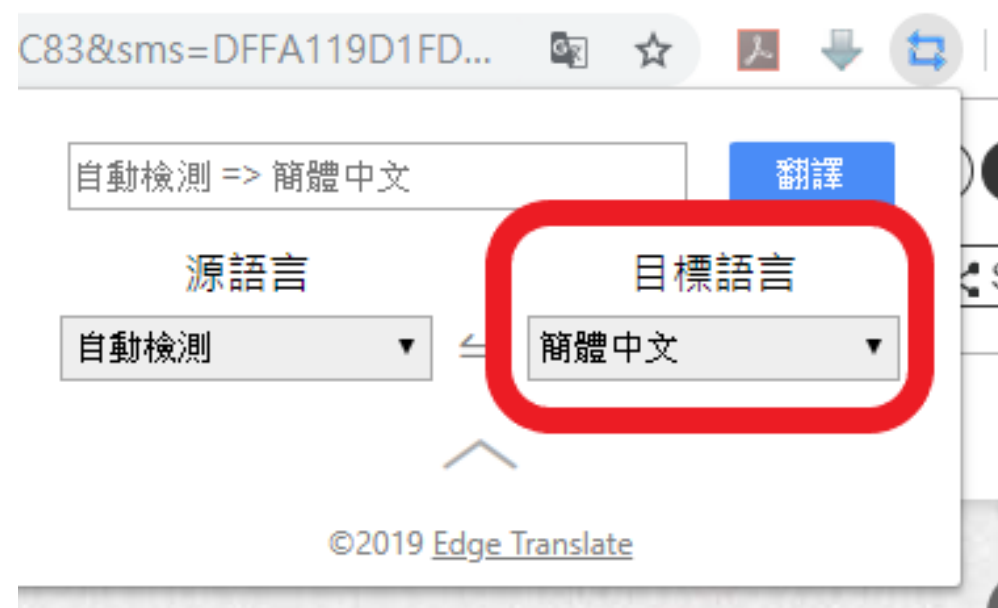 C83&sms=DFFA119D1FD...
自動檢測 => 簡體中文
翻譯
源語言
目標語言
自動檢測
簡體中文
©2019 Edge Translate